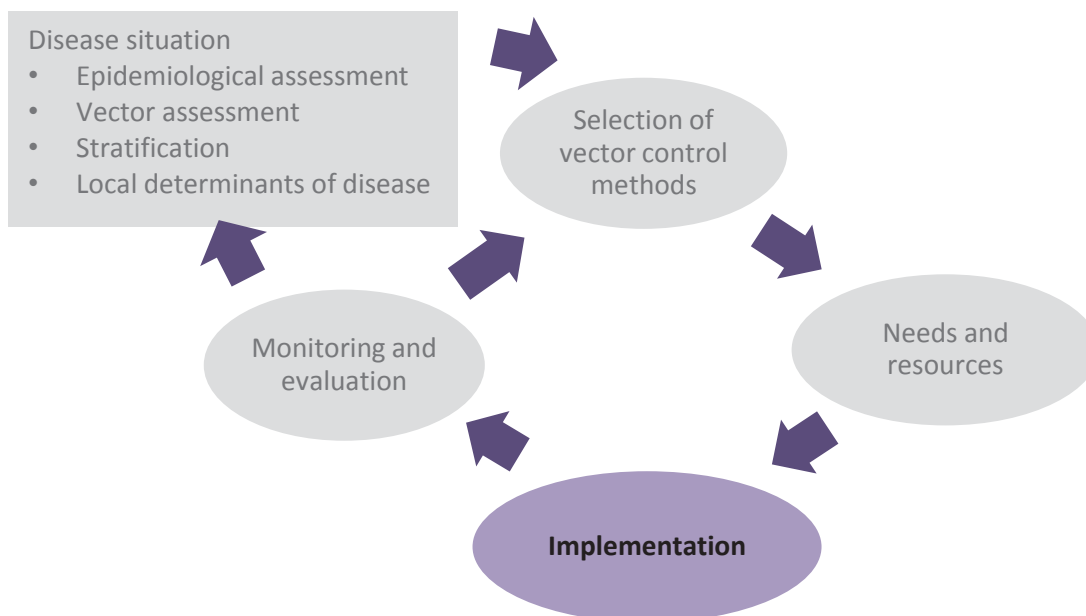 Disease situation
• Epidemiological assessment
• Vector assessment
• Stratification
• Local determinants of disease
Selection of
vector control
methods
Monitoring and
evaluation
Needs and
resources
Implementation